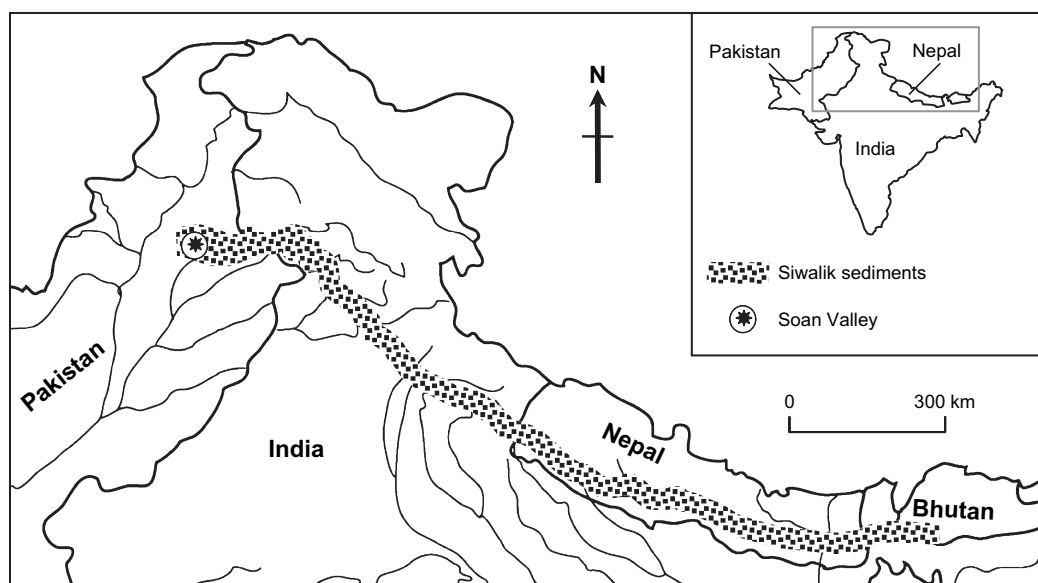 N
Pakistan
India
Nepal
Bhutan
Pakistan
Nepal
India
Siwalik sediments
Soan Valley
0 300 km